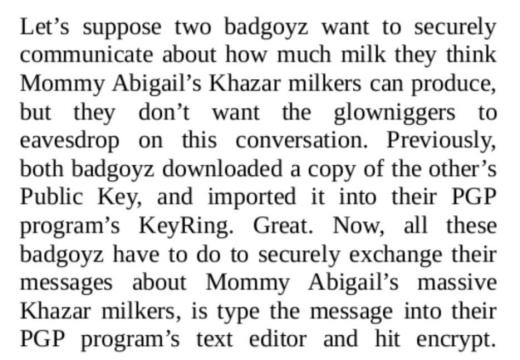 Let’s suppose two badgoyz want to securely
communicate about how much milk they think
Mommy Abigail’s Khazar milkers can produce,
but they don’t want the glowniggers to
eavesdrop on this conversation. Previously,
both badgoyz downloaded a copy of the other’s
Public Key, and imported it into their PGP
program’s KeyRing. Great. Now, all these
badgoyz have to do to securely exchange their
messages about Mommy Abigail’s massive
Khazar milkers, is type the message into their
PGP program’s text editor and hit encrypt.